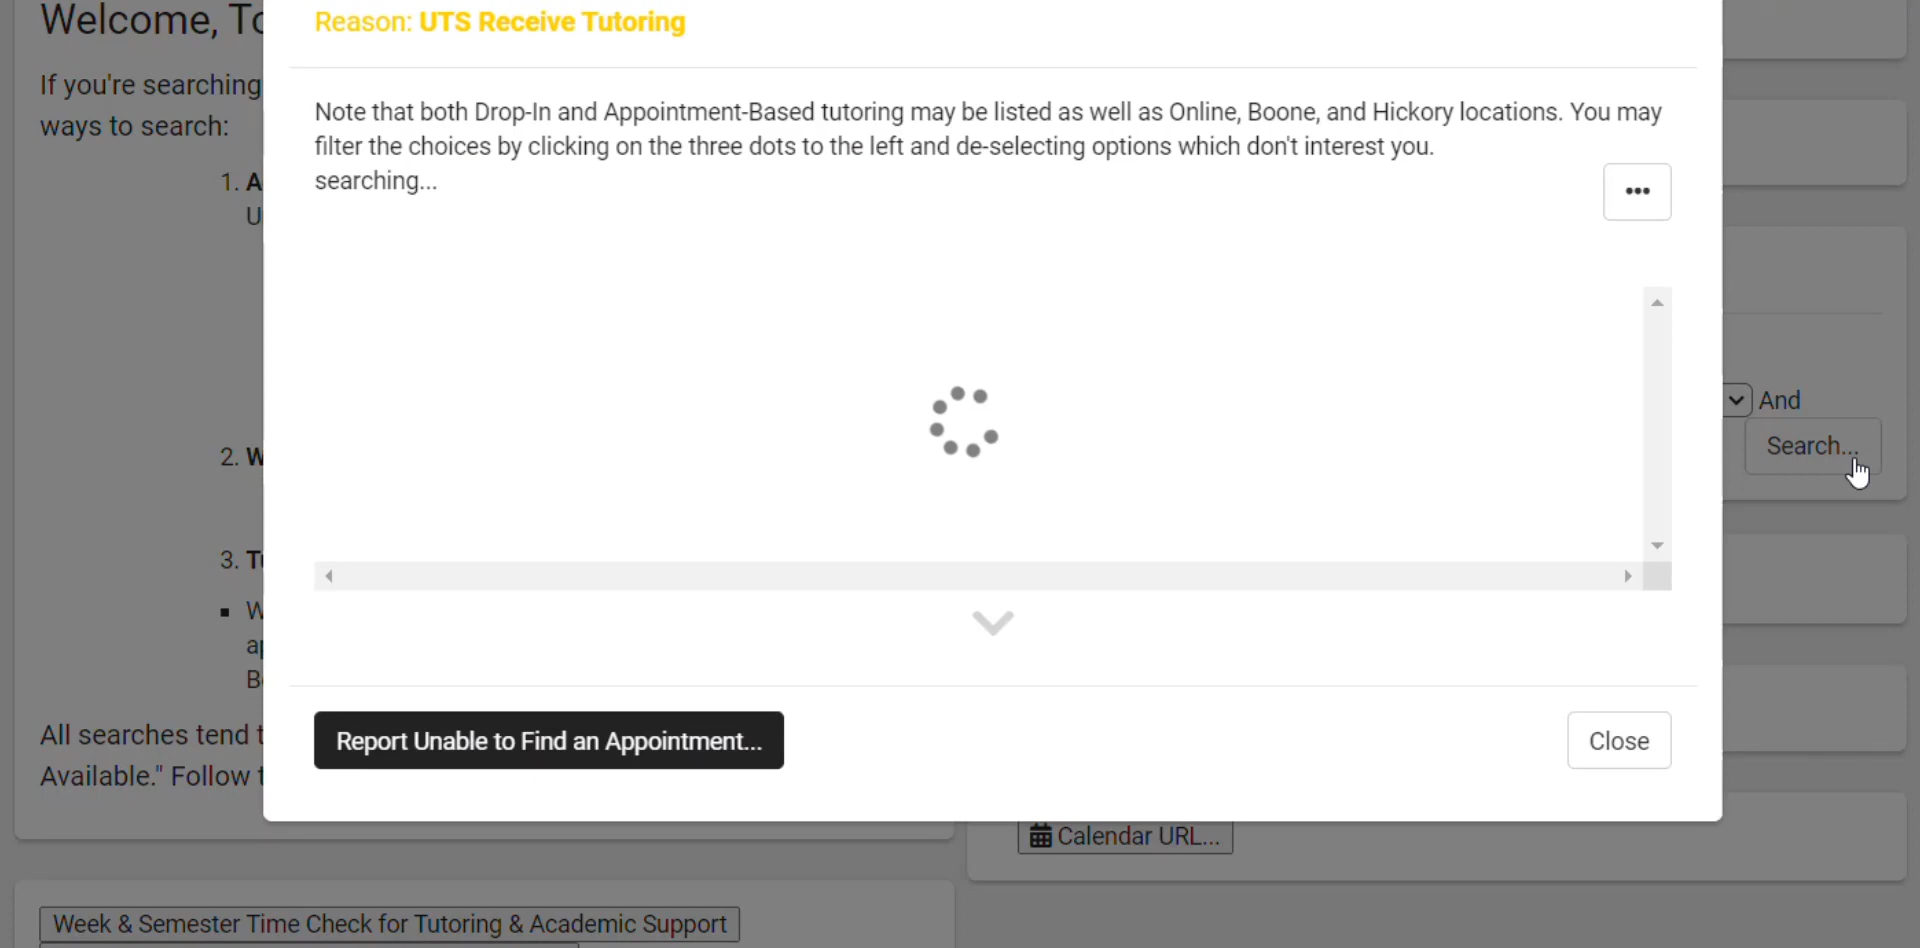 Welcome, To
Reason: UTS Receive Tutoring
If you're searching
ways to search:
Note that both Drop-In and Appointment-Based tutoring may be listed as well as Online, Boone, and Hickory locations. You may
filter the choices by clicking on the three dots to the left and de-selecting options which don't interest you.
searching...
•••
1. A
U
And
Search...
2. W
3. Tu
▪ W
ap
B
All searches tend t
Available." Follow t
Report Unable to Find an Appointment...
Close
Calendar URL...
Week & Semester Time Check for Tutoring & Academic Support